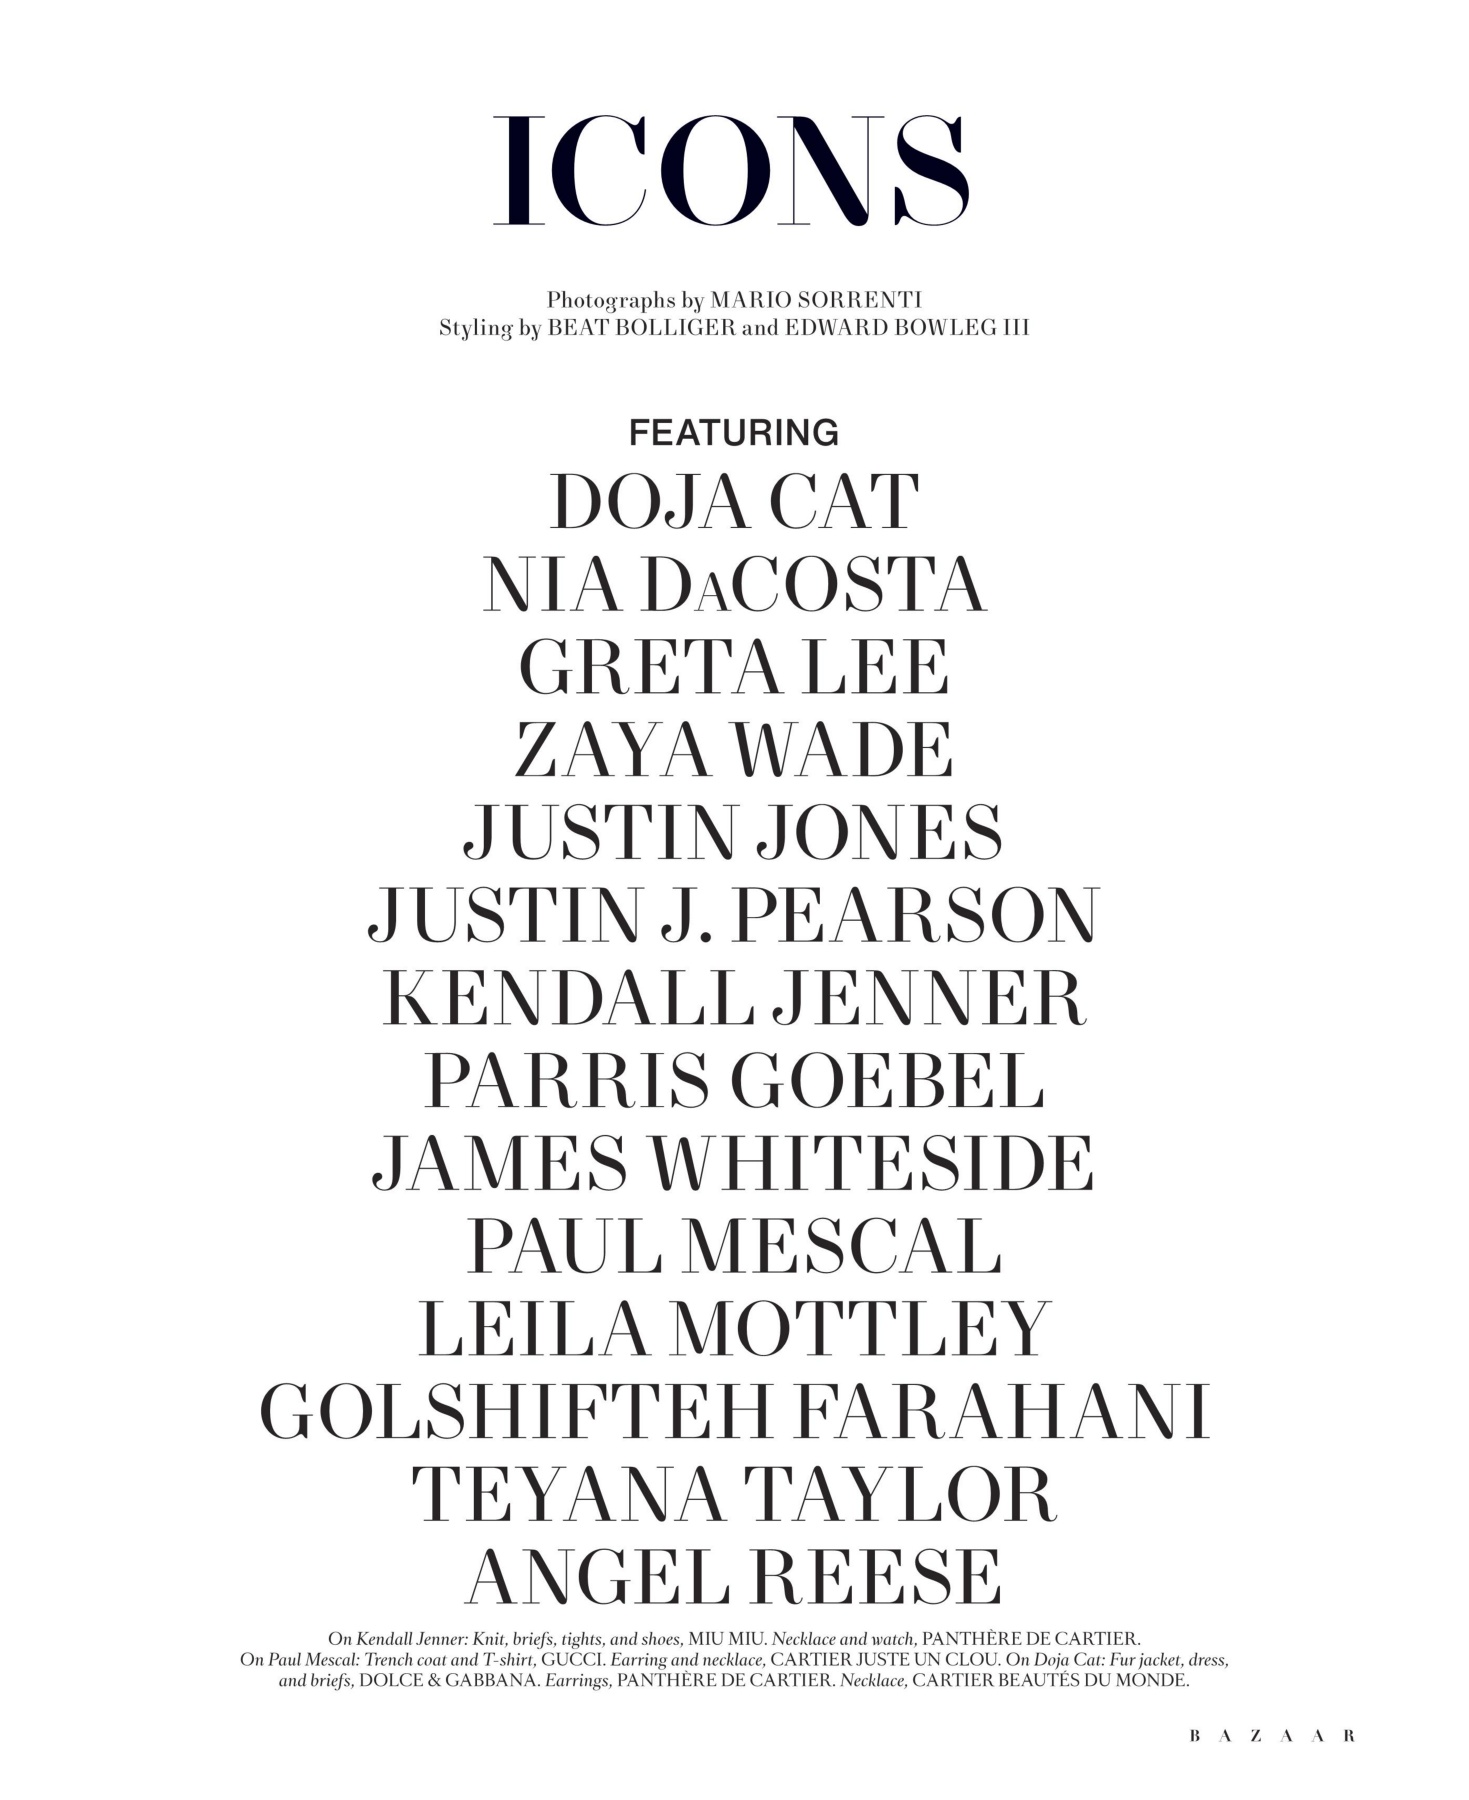 ICONS
Photographs by MARIO SORRENTI
Styling by BEAT BOLLIGER and EDWARD BOWLEG III
FEATURING
DOJA CAT
NIA DACOSTA
GRETA LEE
ZAYA WADE
JUSTIN JONES
JUSTIN J. PEARSON
KENDALL JENNER
PARRIS GOEBEL
JAMES WHITESIDE
PAUL MESCAL
LEILA MOTTLEY
GOLSHIFTEH FARAHANI
TEYANA TAYLOR
ANGEL REESE
On Kendall Jenner: Knit, briefs, tights, and shoes, MIU MIU. Necklace and watch, PANTHÈRE DE CARTIER.
On Paul Mescal: Trench coat and T-shirt, GUCCI. Earring and necklace, CARTIER JUSTE UN CLOU. On Doja Cat: Fur jacket, dress,
and briefs, DOLCE & GABBANA. Earrings, PANTHÈRE DE CARTIER. Necklace, CARTIER BEAUTÉS DU MONDE.
BAZAAR